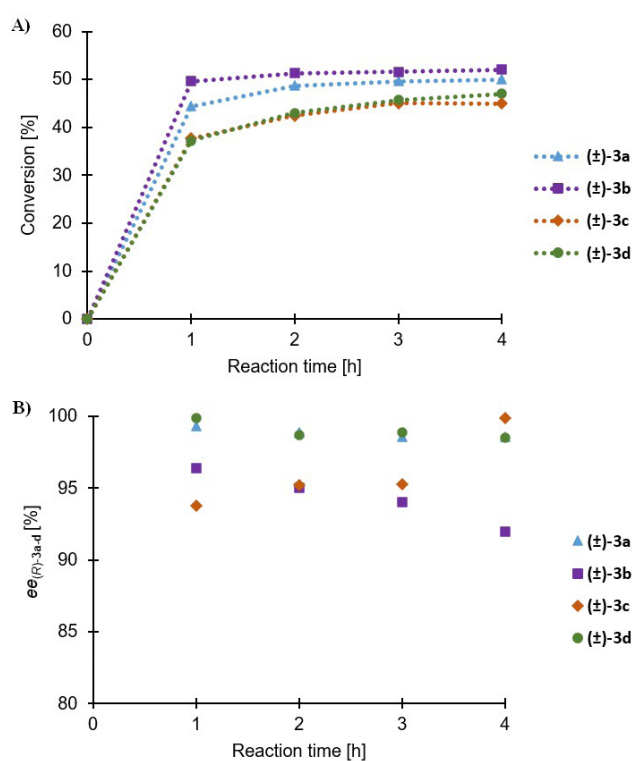 A)
60
50
40
30
20
10
0
Conversion [%]
0 1 2 3 4
Reaction time [h]
(±)-3a
(±)-3b
(±)-3c
(±)-3d
B)
100
95
90
85
80
ee(R)-3a-d [%]
0 1 2 3 4
Reaction time [h]
(±)-3a
(±)-3b
(±)-3c
(±)-3d